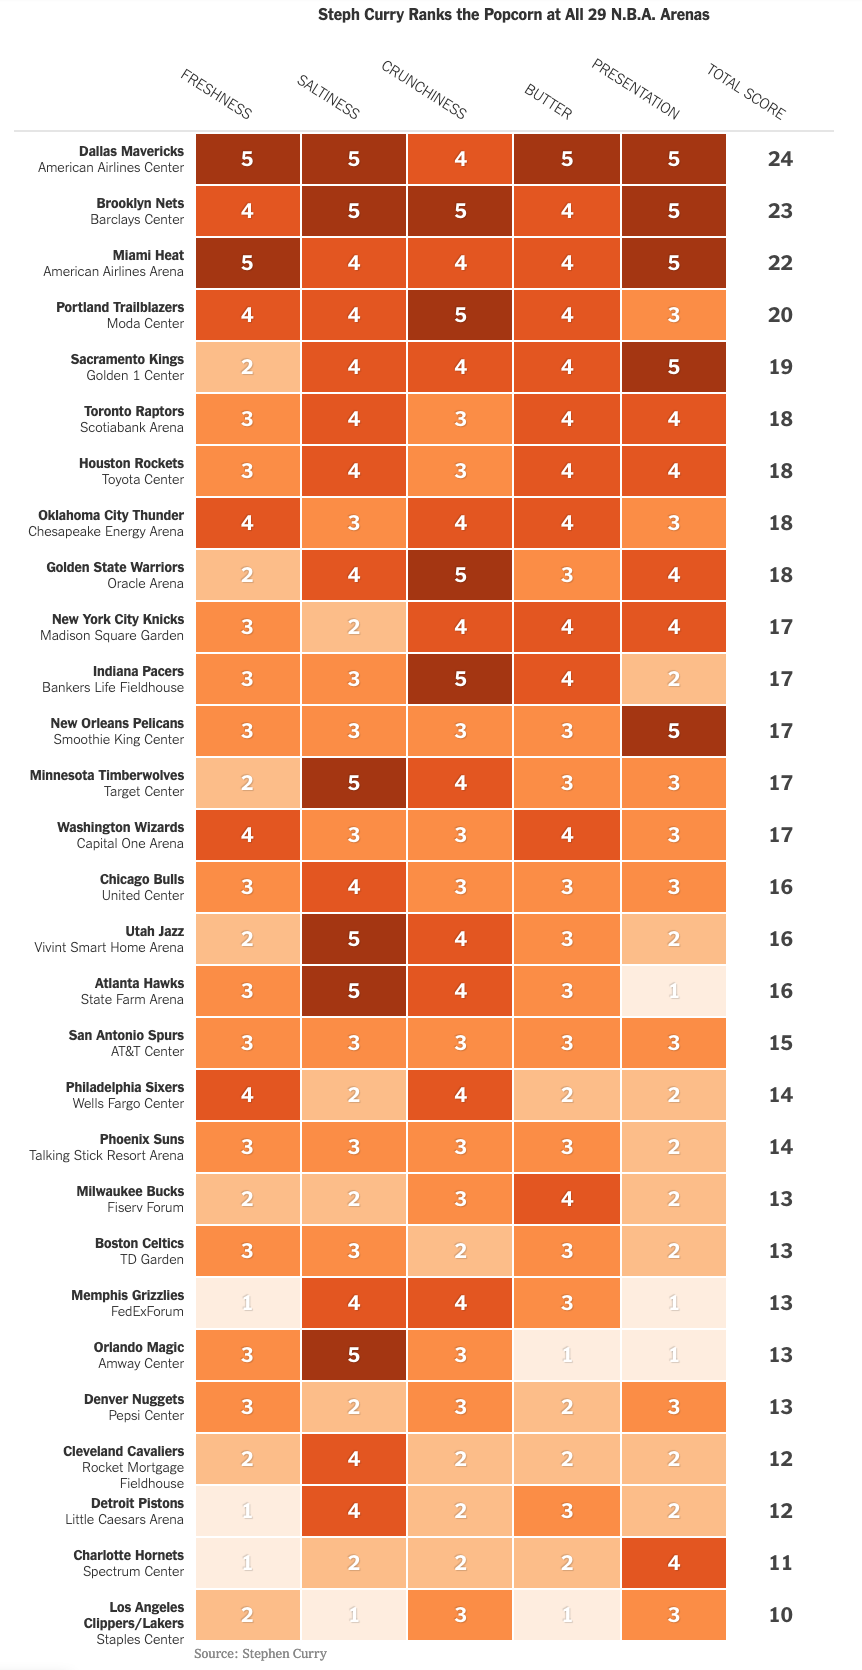 Steph Curry Ranks the Popcorn at All 29 N.B.A. Arenas
FRESHNESS SALTINESS CRUNCHINESS BUTTER PRESENTATION TOTAL SCORE
Dallas Mavericks 5 5 4 5 5 24
American Airlines Center
Brooklyn Nets 4 5 5 4 5 23
Barclays Center
Miami Heat 5 4 4 4 5 22
American Airlines Arena
Portland Trailblazers 4 4 5 4 3 20
Moda Center
Sacramento Kings 2 4 4 4 5 19
Golden 1 Center
Toronto Raptors 3 4 3 4 4 18
Scotiabank Arena
Houston Rockets 3 4 3 4 4 18
Toyota Center
Oklahoma City Thunder 4 3 4 4 3 18
Chesapeake Energy Arena
Golden State Warriors 2 4 5 3 4 18
Oracle Arena
New York City Knicks 3 2 4 4 4 17
Madison Square Garden
Indiana Pacers 3 3 5 4 2 17
Bankers Life Fieldhouse
New Orleans Pelicans 3 3 3 3 5 17
Smoothie King Center
Minnesota Timberwolves 2 5 4 3 3 17
Target Center
Washington Wizards 4 3 3 4 3 17
Capital One Arena
Chicago Bulls 3 4 3 3 3 16
United Center
Utah Jazz 2 5 4 3 2 16
Vivint Smart Home Arena
Atlanta Hawks 3 5 4 3 1 16
State Farm Arena
San Antonio Spurs 3 3 3 3 3 15
AT&T Center
Philadelphia Sixers 4 2 4 2 2 14
Wells Fargo Center
Phoenix Suns 3 3 3 3 2 14
Talking Stick Resort Arena
Milwaukee Bucks 2 2 3 4 2 13
Fiserv Forum
Boston Celtics 3 3 2 3 2 13
TD Garden
Memphis Grizzlies 1 4 4 3 1 13
FedExForum
Orlando Magic 3 5 3 1 1 13
Amway Center
Denver Nuggets 3 2 3 2 3 13
Pepsi Center
Cleveland Cavaliers 2 4 2 2 2 12
Rocket Mortgage
Fieldhouse
Detroit Pistons 1 4 2 3 2 12
Little Caesars Arena
Charlotte Hornets 1 2 2 2 4 11
Spectrum Center
Los Angeles 2 1 3 1 3 10
Clippers/Lakers
Staples Center
Source: Stephen Curry